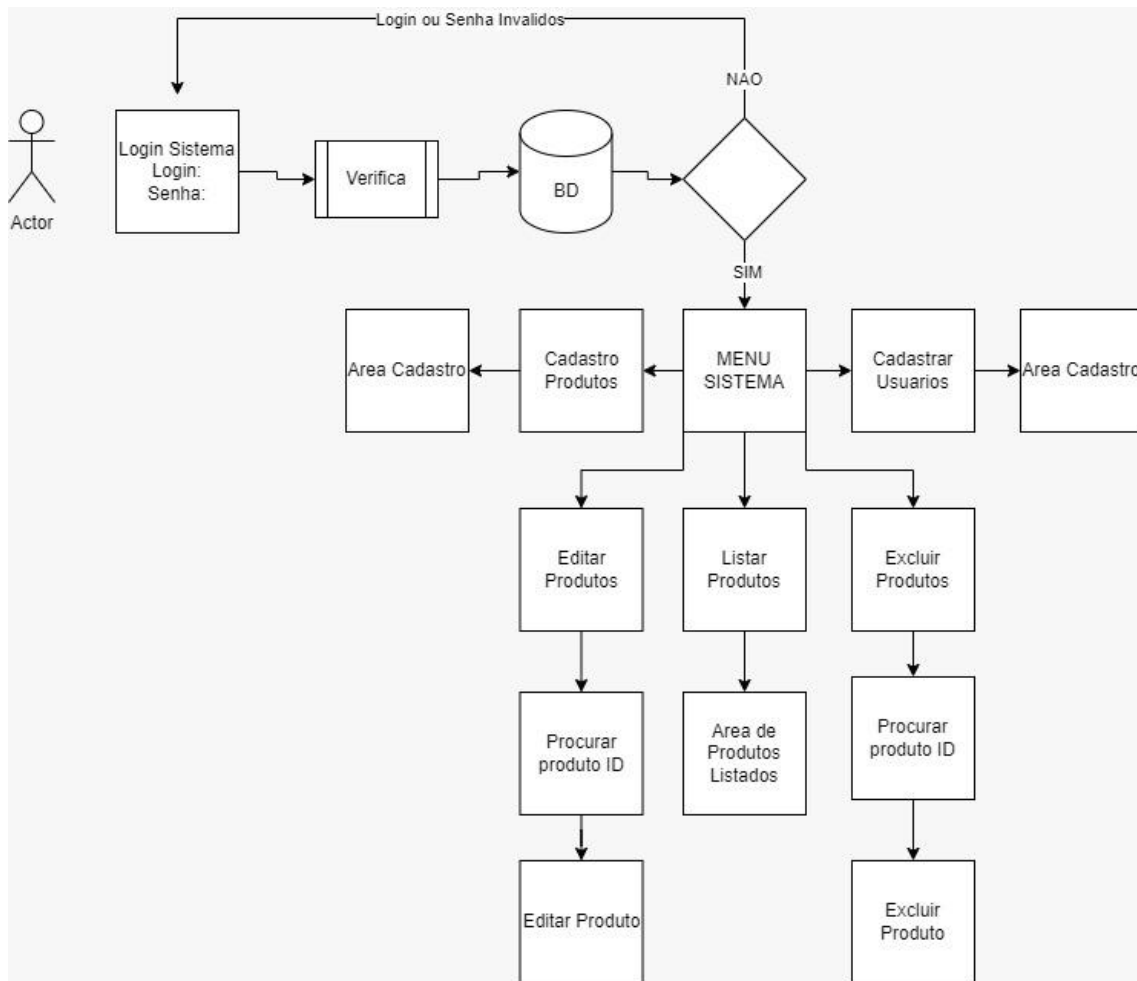 Login ou Senha Invalidos
NAO
Login Sistema
Login:
Senha:
Verifica
BD
Actor
SIM
Area Cadastro
Cadastro
Produtos
MENU
SISTEMA
Cadastrar
Usuarios
Area Cadastro
Editar
Produtos
Listar
Produtos
Excluir
Produtos
Procurar
produto ID
Area de
Produtos
Listados
Procurar
produto ID
Editar Produto
Excluir
Produto